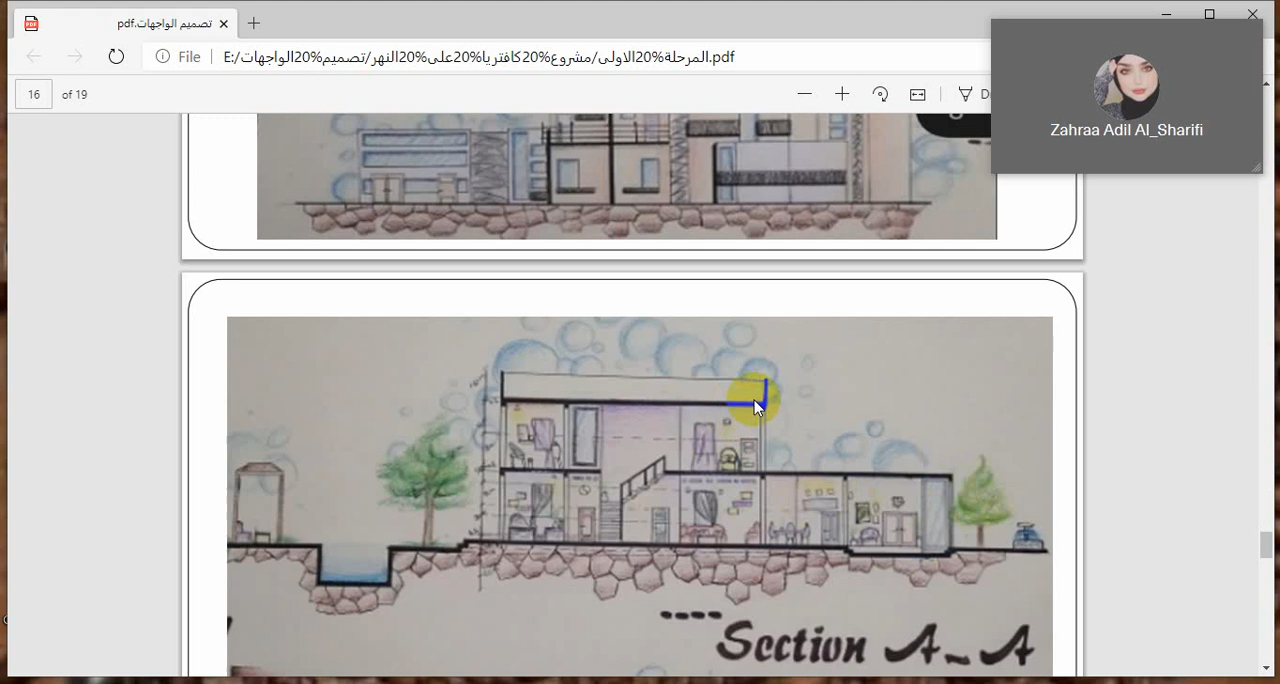 تصميم الواجهات.pdf
File
E:/المرحلة%20الاولى/مشروع%20كافتريا%20على%20النهر/تصميم%20الواجهات.pdf
16 of 19
Zahraa Adil Al_Sharifi
Section A-A